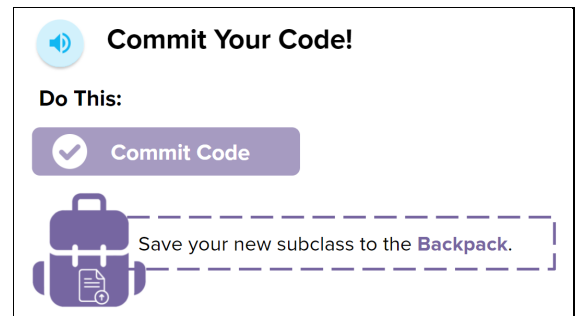 Commit Your Code!
Do This:
Commit Code
Save your new subclass to the Backpack.